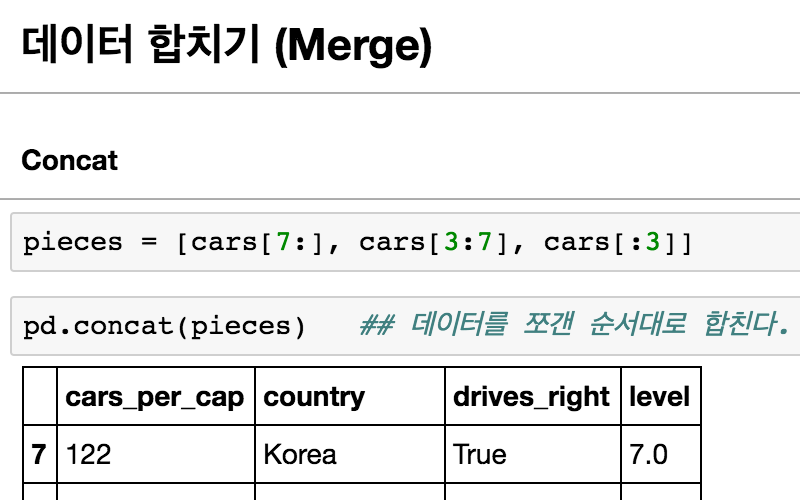 데이터 합치기 (Merge)
Concat
pieces = [cars[7:], cars[3:7], cars[:3]]
pd.concat(pieces) ## 데이터를 쪼갠 순서대로 합친다.
cars_per_cap country drives_right level
7 122 Korea True 7.0